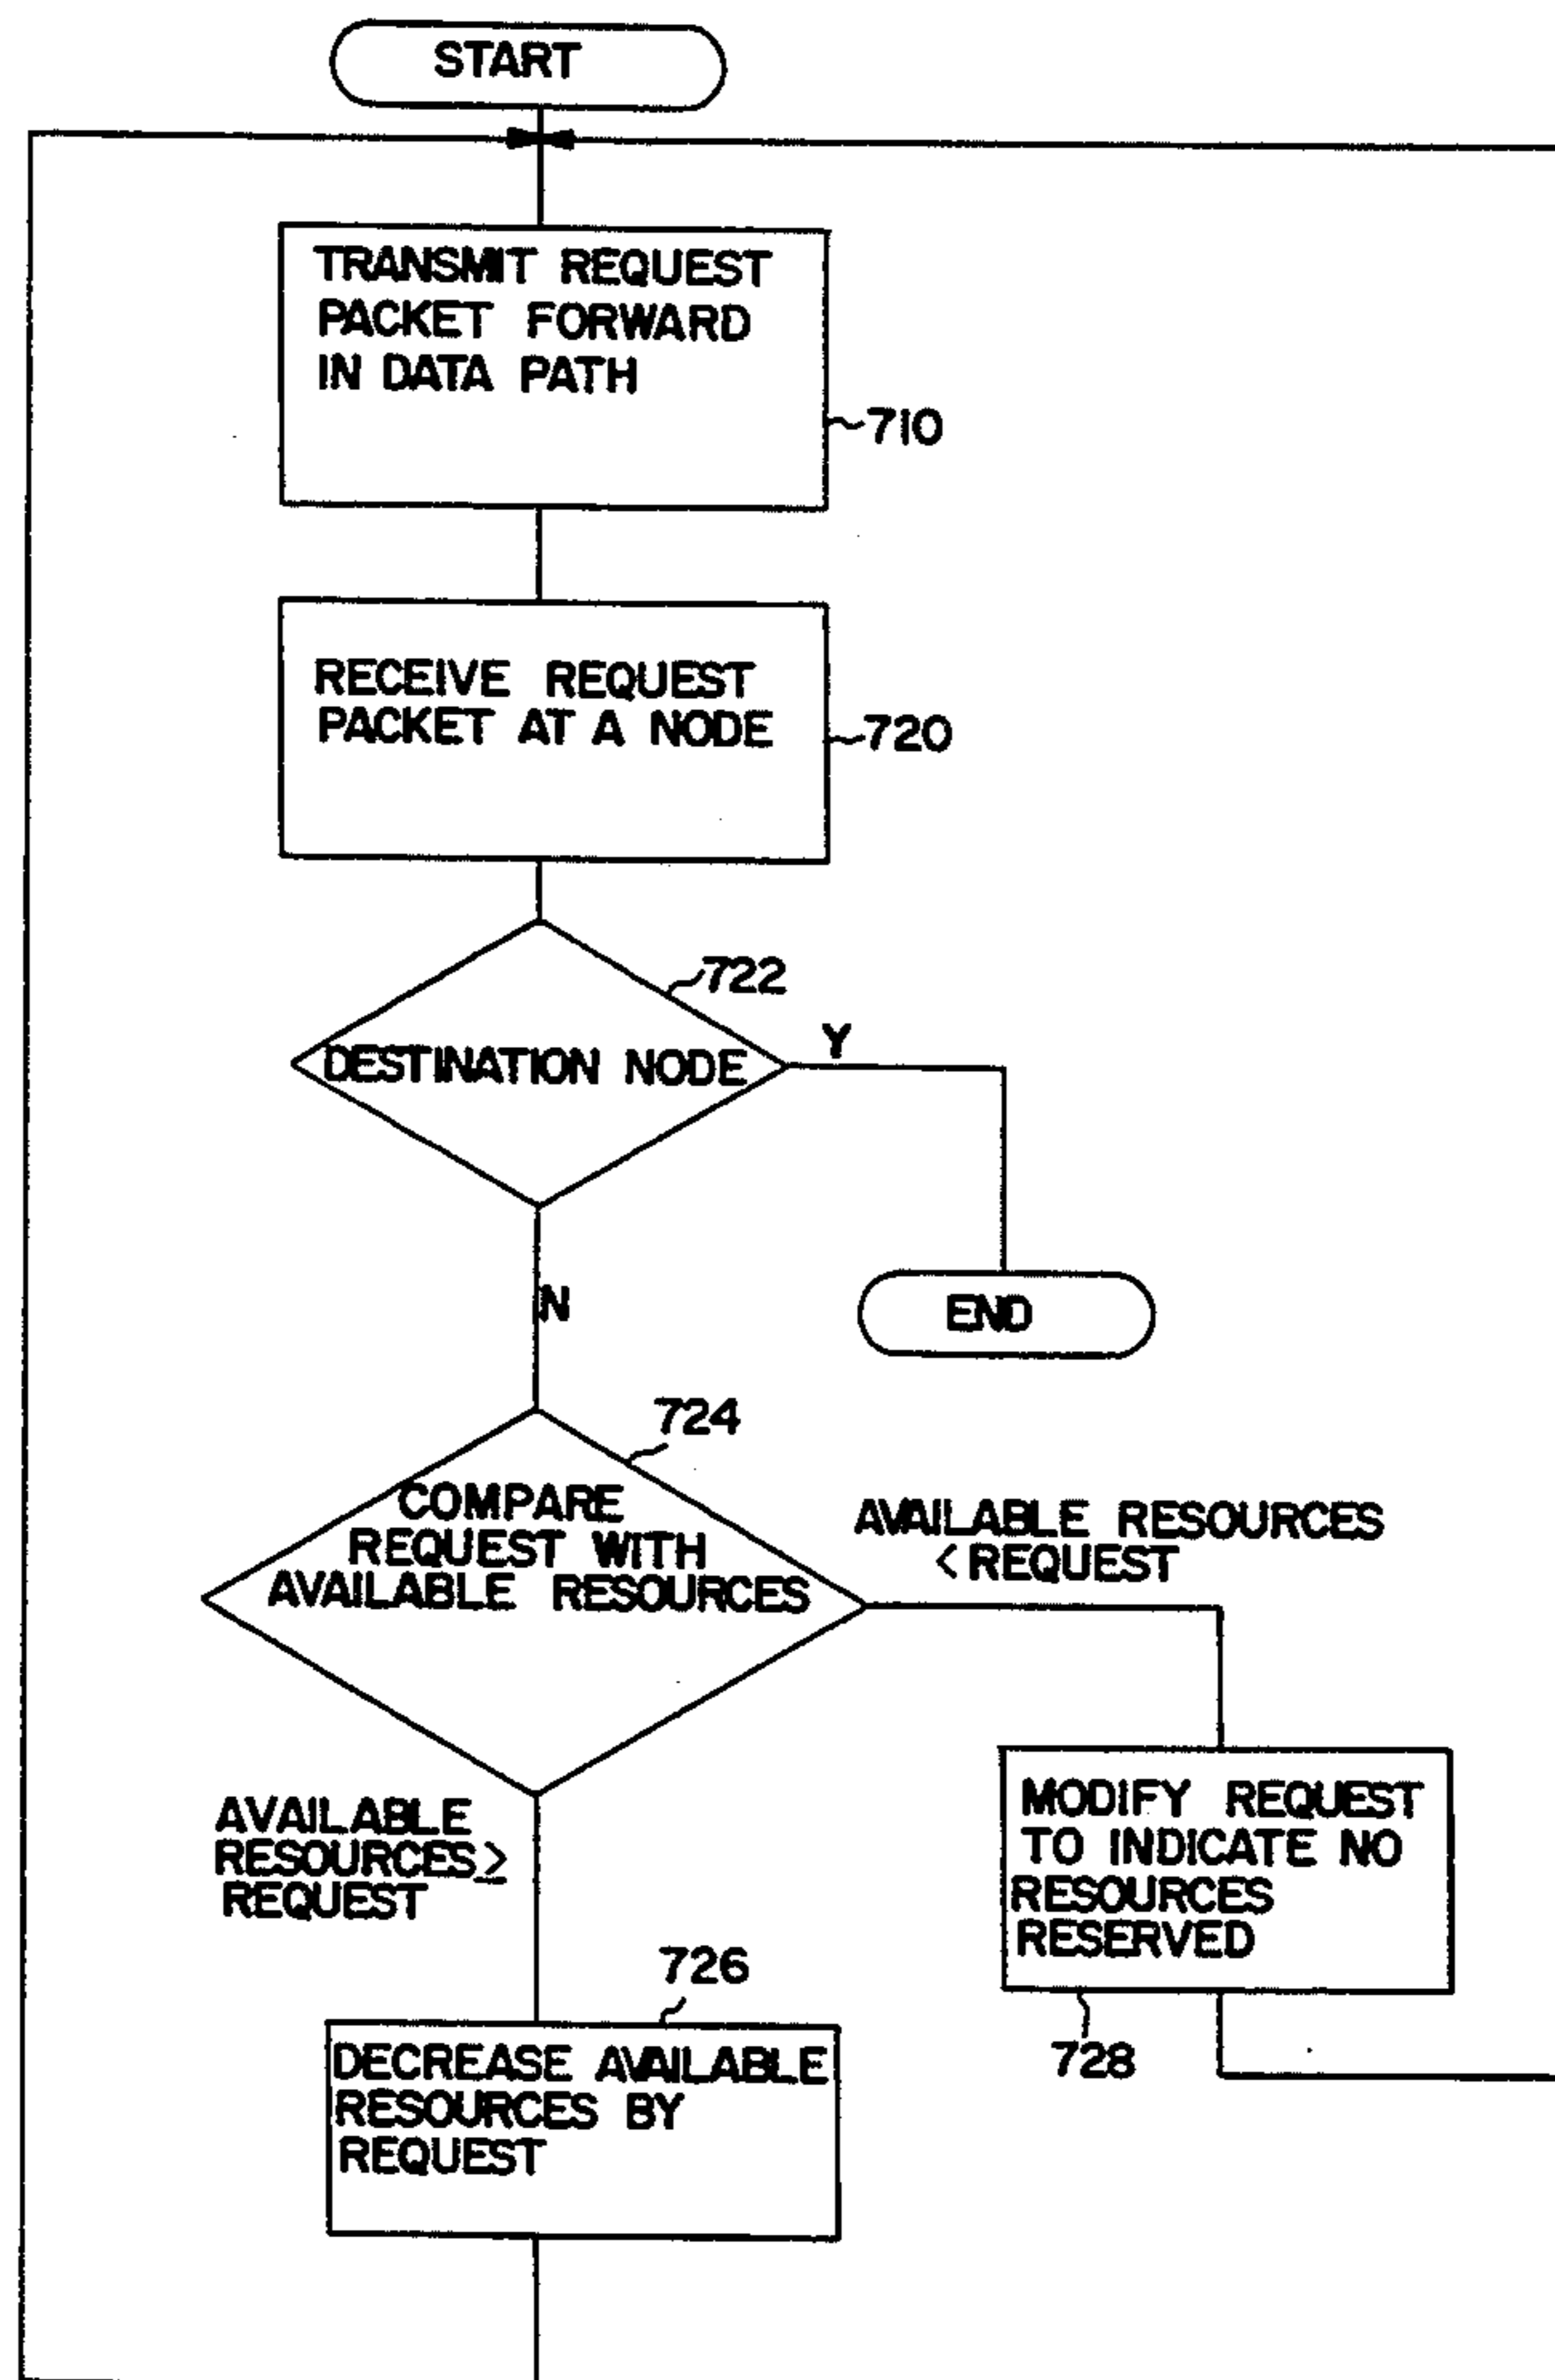 START
TRANSMIT REQUEST
PACKET FORWARD
IN DATA PATH
710
RECEIVE REQUEST
PACKET AT A NODE
720
722
DESTINATION NODE
Y
N
END
724
COMPARE
REQUEST WITH
AVAILABLE RESOURCES
AVAILABLE RESOURCES
< REQUEST
AVAILABLE
RESOURCES ≥
REQUEST
MODIFY REQUEST
TO INDICATE NO
RESOURCES
RESERVED
728
726
DECREASE AVAILABLE
RESOURCES BY
REQUEST